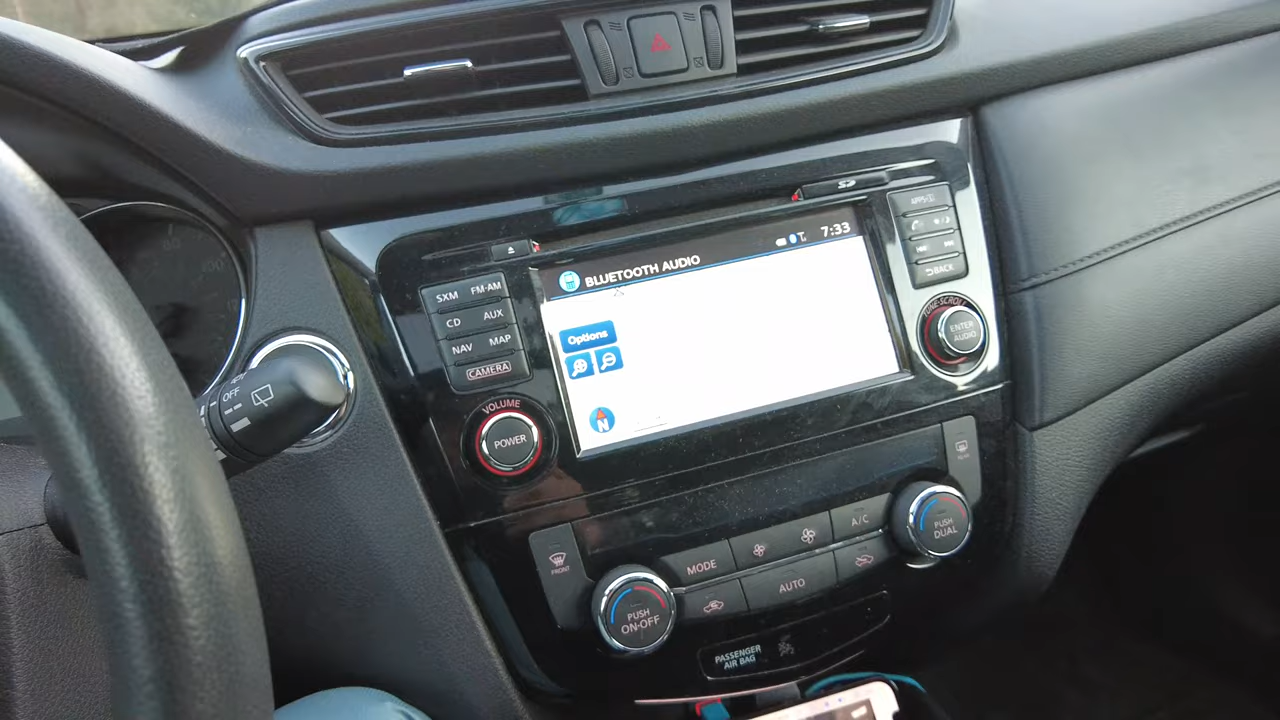 SD
APPS
7:33
BLUETOOTH AUDIO
BACK
SXM FM·AM
CD AUX
NAV MAP
CAMERA
Options
N
TUNE·SCROLL
ENTER
AUDIO
VOLUME
POWER
OFF
FRONT
MODE
A/C
AUTO
PUSH
DUAL
PUSH
ON·OFF
PASSENGER
AIR BAG